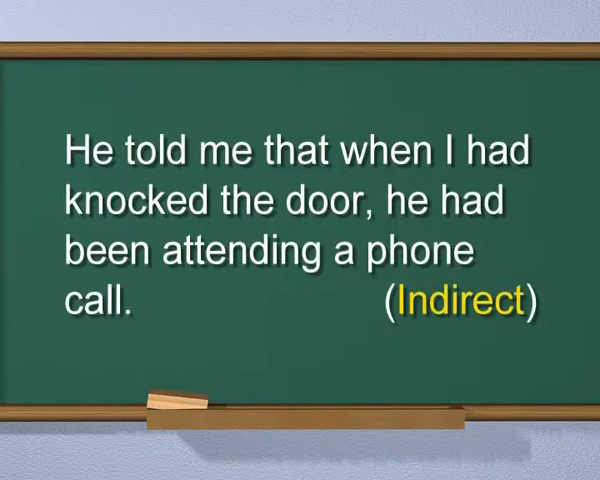 He told me that when I had
knocked the door, he had
been attending a phone
call. (Indirect)